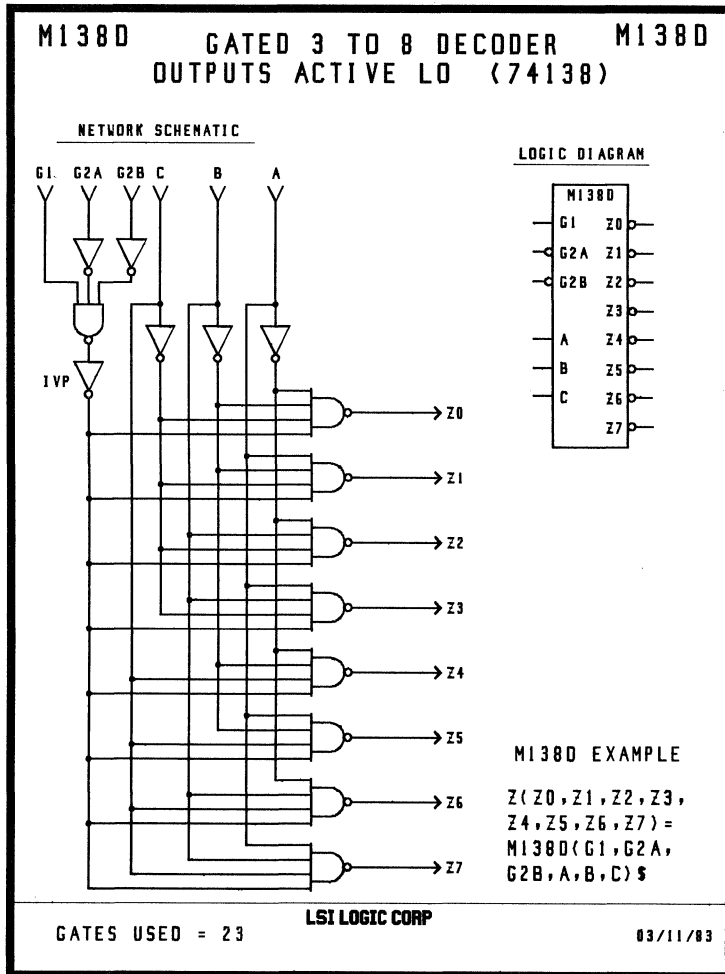 M138D GATED 3 TO 8 DECODER M138D
OUTPUTS ACTIVE LO (74138)
NETWORK SCHEMATIC
LOGIC DIAGRAM
G1 G2A G2B C B A
M138D
G1 Z0
G2A Z1
G2B Z2
Z3
A Z4
B Z5
C Z6
Z7
IVP
Z0
Z1
Z2
Z3
Z4
Z5
Z6
Z7
M138D EXAMPLE
Z(Z0,Z1,Z2,Z3,
Z4,Z5,Z6,Z7)=
M138D(G1,G2A,
G2B,A,B,C)$
GATES USED = 23
LSI LOGIC CORP
03/11/83